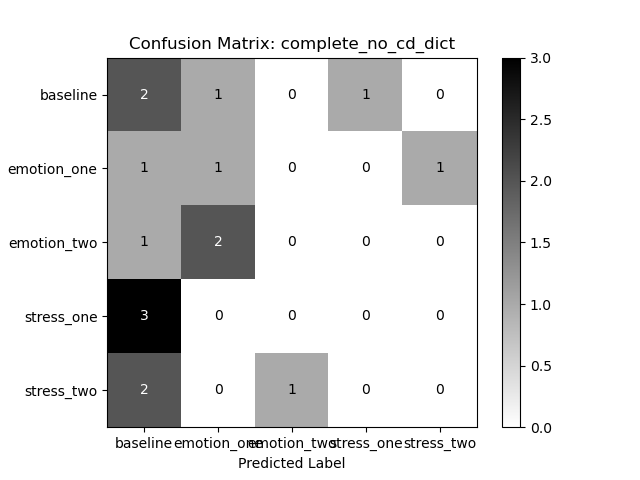 Confusion Matrix: complete_no_cd_dict
baseline 2 1 0 1 0
emotion_one 1 1 0 0 1
emotion_two 1 2 0 0 0
stress_one 3 0 0 0 0
stress_two 2 0 1 0 0
baseline emotion_one emotion_two stress_one stress_two
Predicted Label
3.0
2.5
2.0
1.5
1.0
0.5
0.0